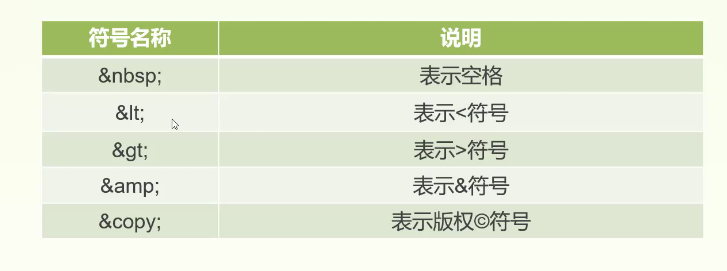 符号名称 说明
&nbsp; 表示空格
&lt; 表示<符号
&gt; 表示>符号
&amp; 表示&符号
&copy; 表示版权©符号